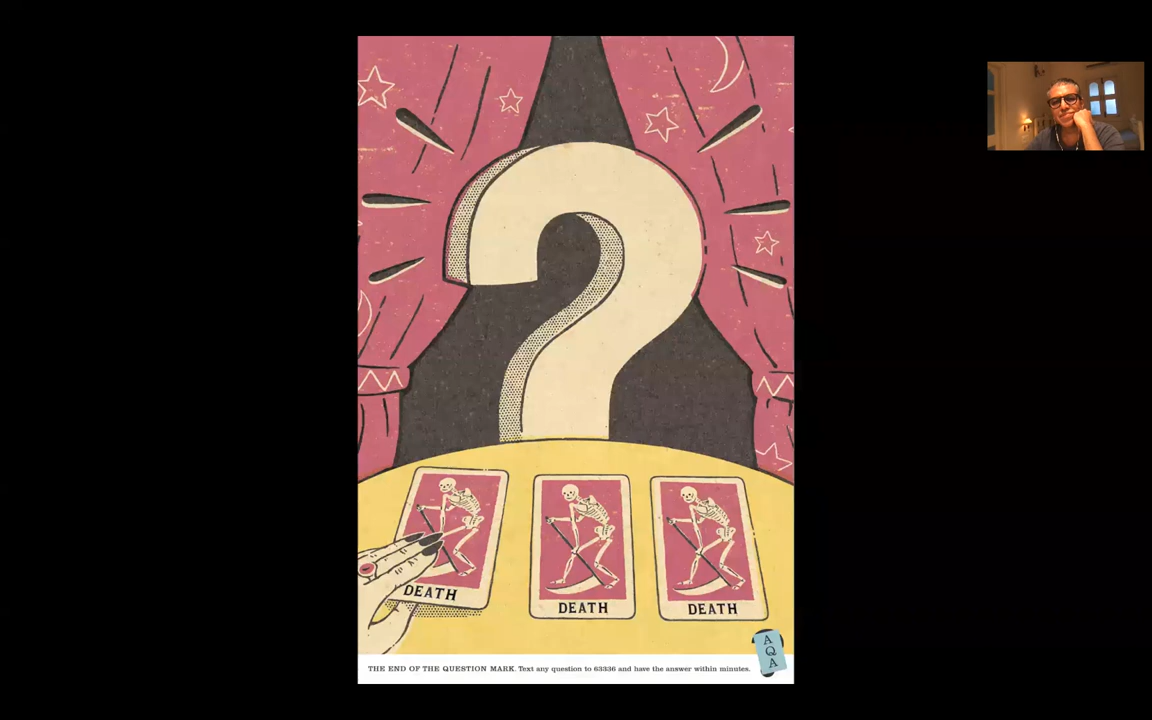 DEATH
DEATH
DEATH
THE END OF THE QUESTION MARK. Text any question to 63336 and have the answer within minutes.
A
Q
A